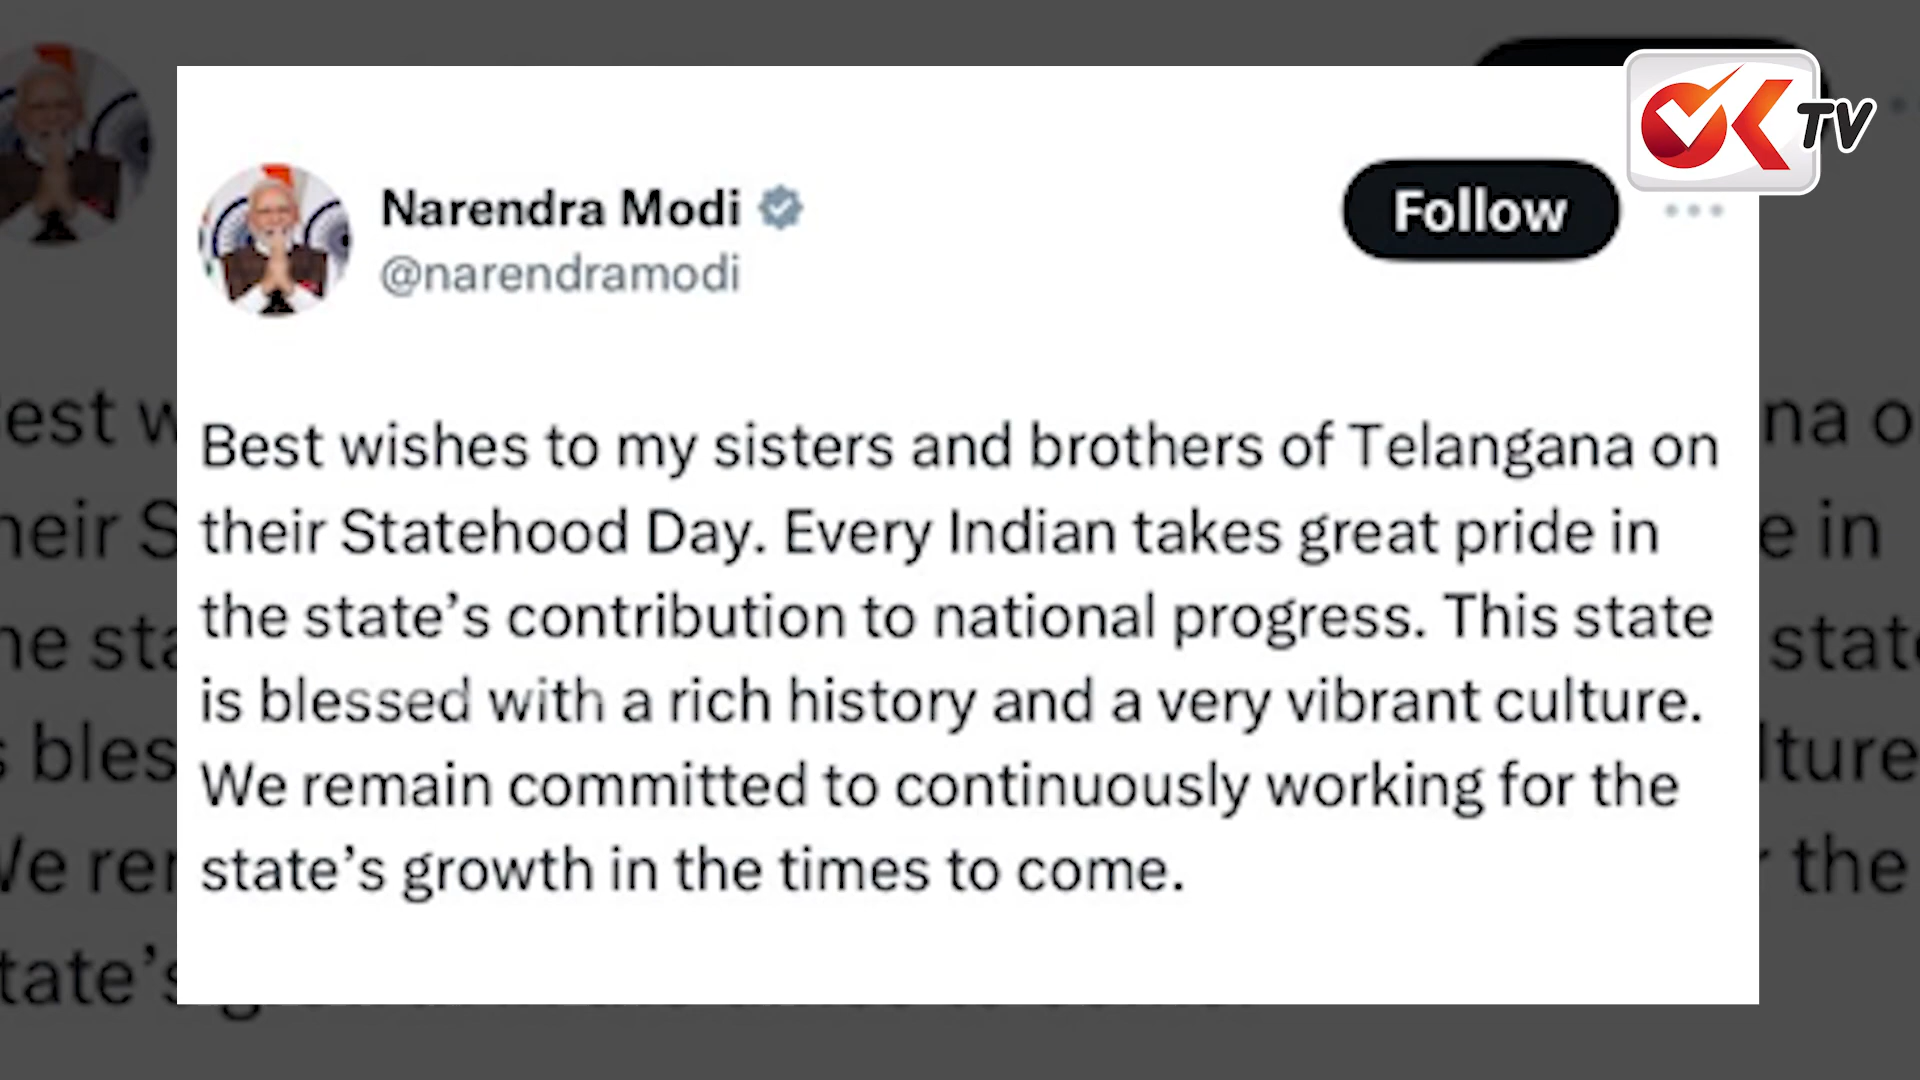 OK TV
Narendra Modi
@narendramodi
Follow
Best wishes to my sisters and brothers of Telangana on
their Statehood Day. Every Indian takes great pride in
the state’s contribution to national progress. This state
is blessed with a rich history and a very vibrant culture.
We remain committed to continuously working for the
state’s growth in the times to come.